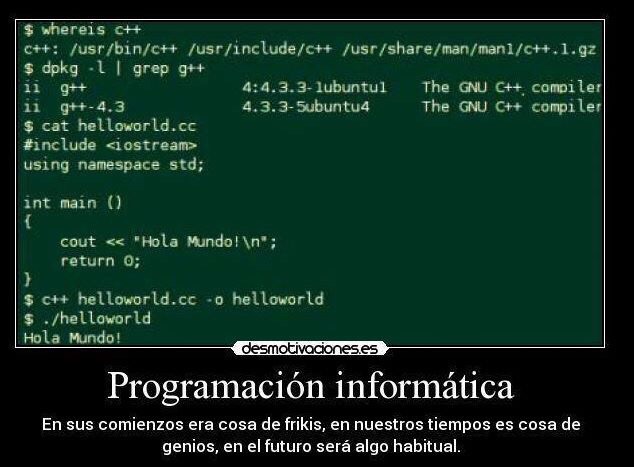 $ whereis c++
c++: /usr/bin/c++ /usr/include/c++ /usr/share/man/man1/c++.1.gz
$ dpkg -l | grep g++
ii  g++                 4:4.3.3-1ubuntu1    The GNU C++ compiler
ii  g++-4.3             4.3.3-5ubuntu4      The GNU C++ compiler
$ cat helloworld.cc
#include <iostream>
using namespace std;

int main ()
{
    cout << "Hola Mundo!\n";
    return 0;
}
$ c++ helloworld.cc -o helloworld
$ ./helloworld
Hola Mundo!
desmotivaciones.es
Programación informática
En sus comienzos era cosa de frikis, en nuestros tiempos es cosa de
genios, en el futuro será algo habitual.